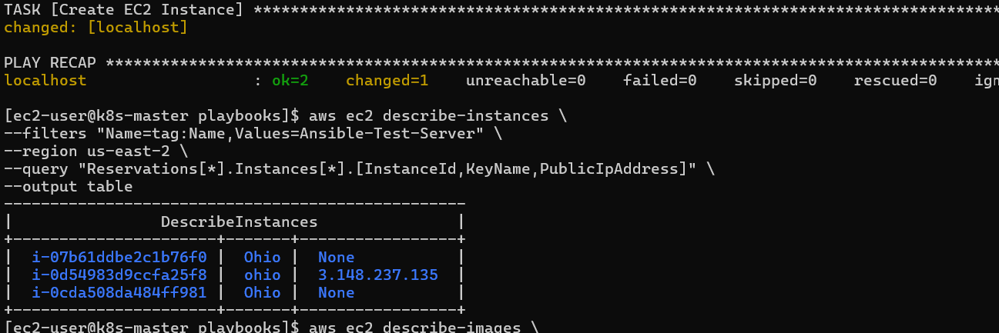 TASK [Create EC2 Instance] *********************************************************************************
changed: [localhost]
PLAY RECAP *************************************************************************************************
localhost                  : ok=2    changed=1    unreachable=0    failed=0    skipped=0    rescued=0    ign
[ec2-user@k8s-master playbooks]$ aws ec2 describe-instances \
--filters "Name=tag:Name,Values=Ansible-Test-Server" \
--region us-east-2 \
--query "Reservations[*].Instances[*].[InstanceId,KeyName,PublicIpAddress]" \
--output table
--------------------------------------------------
|                DescribeInstances               |
+----------------------+-------+-----------------+
|  i-07b61ddbe2c1b76f0 |  Ohio |  None           |
|  i-0d54983d9ccfa25f8 |  ohio |  3.148.237.135  |
|  i-0cda508da484ff981 |  Ohio |  None           |
+----------------------+-------+-----------------+
[ec2-user@k8s-master playbooks]$ aws ec2 describe-images \